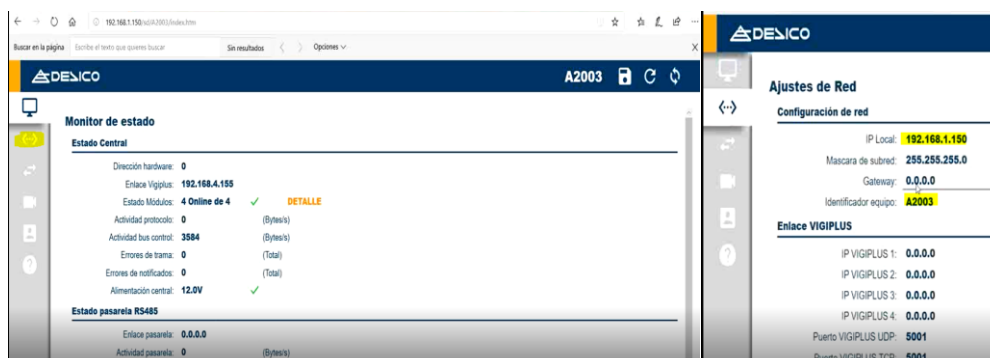 192.168.1.150/sd/A2003/index.htm
Buscar en la página Escribe el texto que quieres buscar Sin resultados Opciones
DESICO A2003
Monitor de estado
Estado Central
Dirección hardware: 0
Enlace Vigiplus: 192.168.4.155
Estado Módulos: 4 Online de 4 DETALLE
Actividad protocolo: 0 (Bytes/s)
Actividad bus control: 3584 (Bytes/s)
Errores de trama: 0 (Total)
Errores de notificados: 0 (Total)
Alimentación central: 12.0V
Estado pasarela RS485
Enlace pasarela: 0.0.0.0
Actividad pasarela: 0 (Bytes/s)
DESICO
Ajustes de Red
Configuración de red
IP Local: 192.168.1.150
Mascara de subred: 255.255.255.0
Gateway: 0.0.0.0
Identificador equipo: A2003
Enlace VIGIPLUS
IP VIGIPLUS 1: 0.0.0.0
IP VIGIPLUS 2: 0.0.0.0
IP VIGIPLUS 3: 0.0.0.0
IP VIGIPLUS 4: 0.0.0.0
Puerto VIGIPLUS UDP: 5001
Puerto VIGIPLUS TCP: 5001